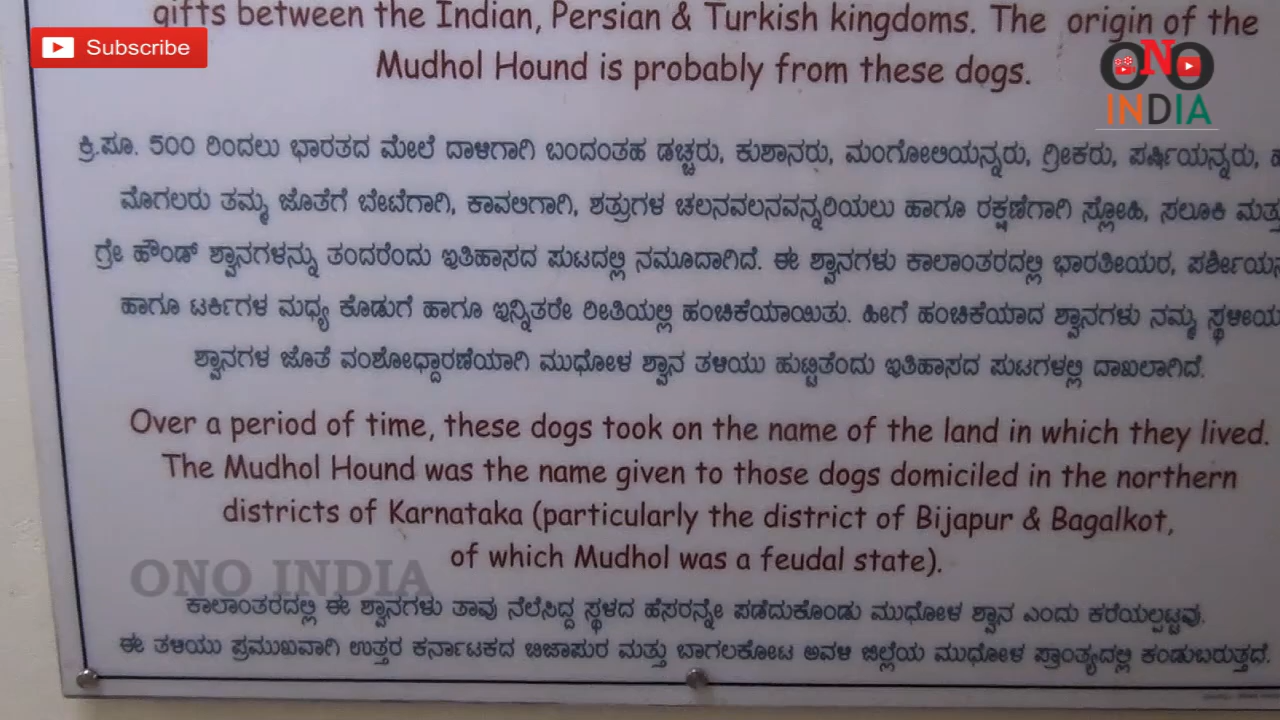 gifts between the Indian, Persian & Turkish kingdoms. The origin of the
Subscribe
Mudhol Hound is probably from these dogs.
ONO
INDIA
ಕ್ರಿ.ಪೂ. 500 ರಿಂದಲು ಭಾರತದ ಮೇಲೆ ದಾಳಿಗಾಗಿ ಬಂದಂತಹ ಡಚ್ಚರು, ಕುಶಾನರು, ಮಂಗೋಲಿಯನ್ನರು, ಗ್ರೀಕರು, ಪರ್ಷಿಯನ್ನರು,
ಮೊಗಲರು ತಮ್ಮ ಜೊತೆಗೆ ಬೇಟೆಗಾಗಿ, ಕಾವಲಿಗಾಗಿ, ಶತ್ರುಗಳ ಚಲನವಲನವನ್ನರಿಯಲು ಹಾಗೂ ರಕ್ಷಣೆಗಾಗಿ ಸ್ಲೋಹಿ, ಸಲೂಕಿ
ಗ್ರೇ ಹೌಂಡ್ ಶ್ವಾನಗಳನ್ನು ತಂದರೆಂದು ಇತಿಹಾಸದ ಪುಟದಲ್ಲಿ ನಮೂದಾಗಿದೆ. ಈ ಶ್ವಾನಗಳು ಕಾಲಾಂತರದಲ್ಲಿ ಭಾರತೀಯರ,
ಹಾಗೂ ಟರ್ಕಿಗಳ ಮಧ್ಯ ಕೊಡುಗೆ ಹಾಗೂ ಇನ್ನಿತರೇ ರೀತಿಯಲ್ಲಿ ಹಂಚಿಕೆಯಾಯಿತು. ಹೀಗೆ ಹಂಚಿಕೆಯಾದ ಶ್ವಾನಗಳು ನಮ್ಮ ಸ್ಥಳೀಯ
ಶ್ವಾನಗಳ ಜೊತೆ ವಂಶೋಧ್ದಾರಣೆಯಾಗಿ ಮುಧೋಳ ಶ್ವಾನ ತಳಿಯು ಹುಟ್ಟಿತೆಂದು ಇತಿಹಾಸದ ಪುಟಗಳಲ್ಲಿ ದಾಖಲಾಗಿದೆ.
Over a period of time, these dogs took on the name of the land in which they lived.
The Mudhol Hound was the name given to those dogs domiciled in the northern
districts of Karnataka (particularly the district of Bijapur & Bagalkot,
of which Mudhol was a feudal state).
ONO INDIA
ಕಾಲಾಂತರದಲ್ಲಿ ಈ ಶ್ವಾನಗಳು ತಾವು ನೆಲೆಸಿದ್ದ ಸ್ಥಳದ ಹೆಸರನ್ನೇ ಪಡೆದುಕೊಂಡು ಮುಧೋಳ ಶ್ವಾನ ಎಂದು ಕರೆಯಲ್ಪಟ್ಟವು.
ಈ ತಳಿಯು ಪ್ರಮುಖವಾಗಿ ಉತ್ತರ ಕರ್ನಾಟಕದ ಬಿಜಾಪುರ ಮತ್ತು ಬಾಗಲಕೋಟ ಅವಳಿ ಜಿಲ್ಲೆಯ ಮುಧೋಳ ಪ್ರಾಂತ್ಯದಲ್ಲಿ ಕಂಡುಬರುತ್ತದೆ.